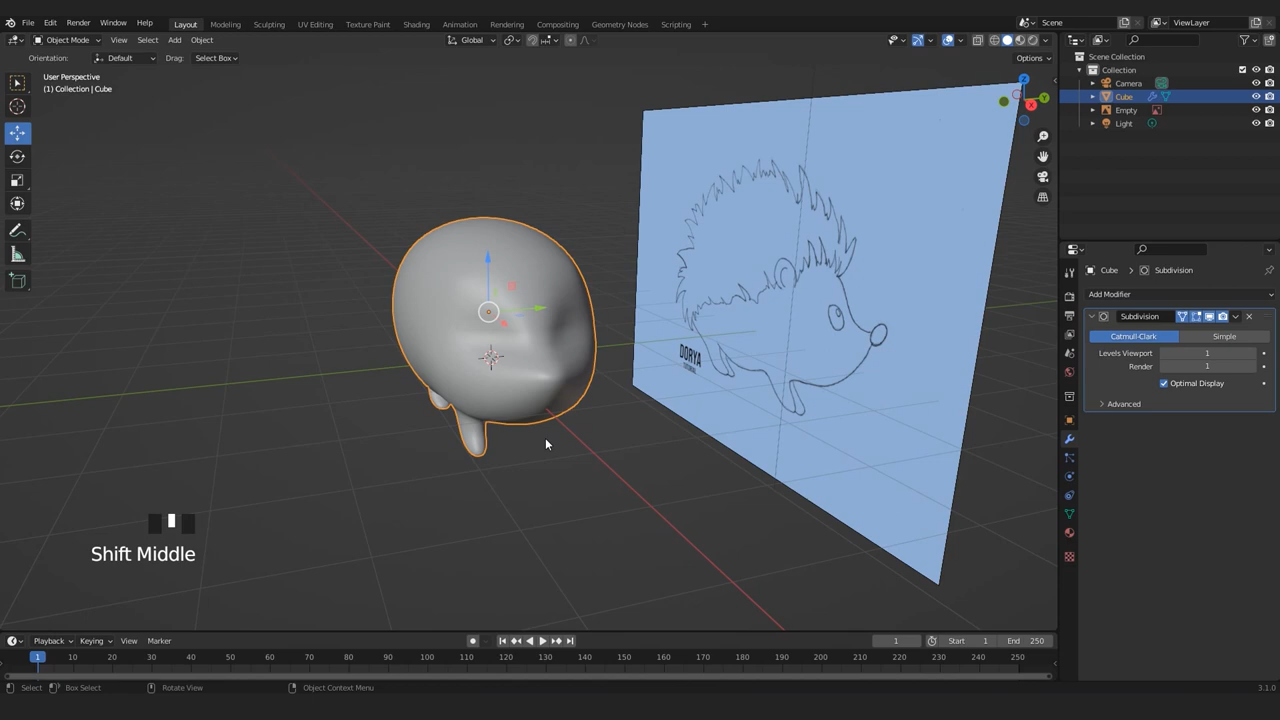 File Edit Render Window Help Layout Modeling Sculpting UV Editing Texture Paint Shading Animation Rendering Compositing Geometry Nodes Scripting + Scene ViewLayer
Object Mode View Select Add Object Global Options
Orientation: Default Drag: Select Box
User Perspective
(1) Collection | Cube
Z
Y
X
DORYA
Shift Middle
Scene Collection
Collection
Camera
Cube
Empty
Light
Cube > Subdivision
Add Modifier
Subdivision
Catmull-Clark Simple
Levels Viewport 1
Render 1
Optimal Display
Advanced
Playback Keying View Marker 1 Start 1 End 250
1 10 20 30 40 50 60 70 80 90 100 110 120 130 140 150 160 170 180 190 200 210 220 230 240 250
Select Box Select Rotate View Object Context Menu 3.1.0